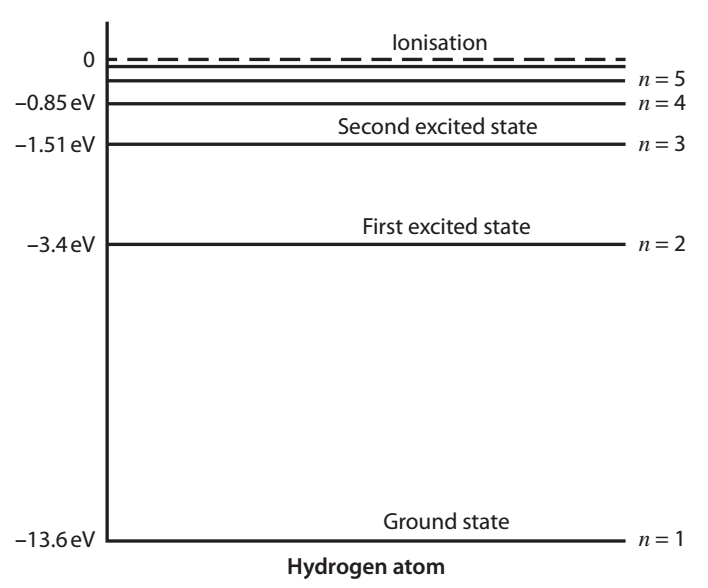 Ionisation
0
n = 5
–0.85 eV
n = 4
Second excited state
–1.51 eV
n = 3
First excited state
–3.4 eV
n = 2
Ground state
–13.6 eV
n = 1
Hydrogen atom